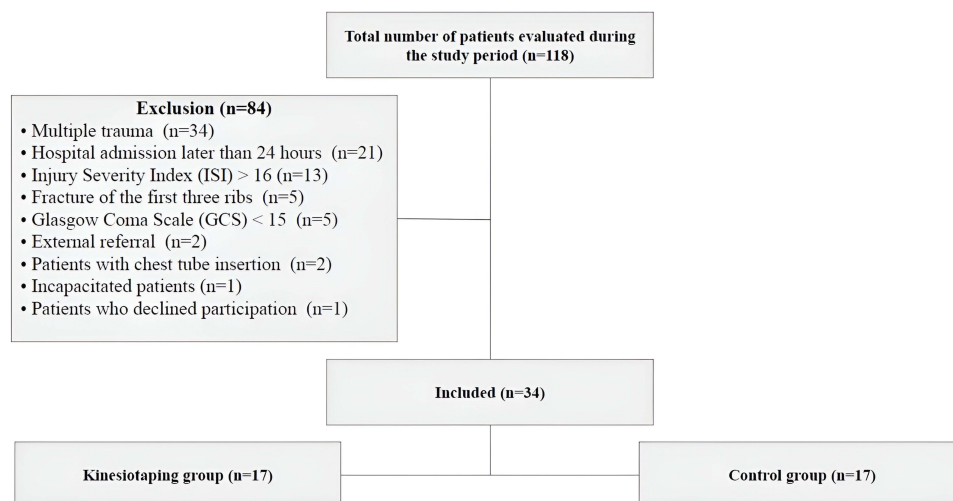 Total number of patients evaluated during
the study period (n=118)
Exclusion (n=84)
• Multiple trauma (n=34)
• Hospital admission later than 24 hours (n=21)
• Injury Severity Index (ISI) > 16 (n=13)
• Fracture of the first three ribs (n=5)
• Glasgow Coma Scale (GCS) < 15 (n=5)
• External referral (n=2)
• Patients with chest tube insertion (n=2)
• Incapacitated patients (n=1)
• Patients who declined participation (n=1)
Included (n=34)
Kinesiotaping group (n=17)
Control group (n=17)